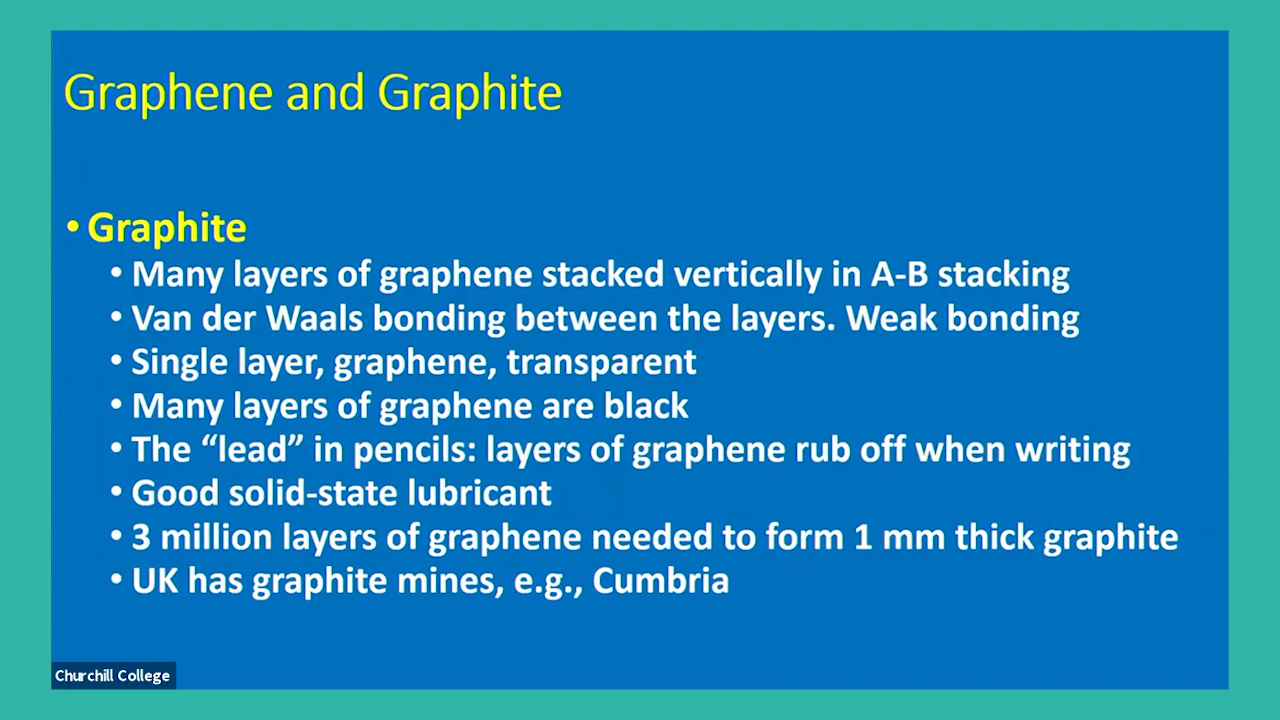 Graphene and Graphite
• Graphite
• Many layers of graphene stacked vertically in A-B stacking
• Van der Waals bonding between the layers. Weak bonding
• Single layer, graphene, transparent
• Many layers of graphene are black
• The “lead” in pencils: layers of graphene rub off when writing
• Good solid-state lubricant
• 3 million layers of graphene needed to form 1 mm thick graphite
• UK has graphite mines, e.g., Cumbria
Churchill College